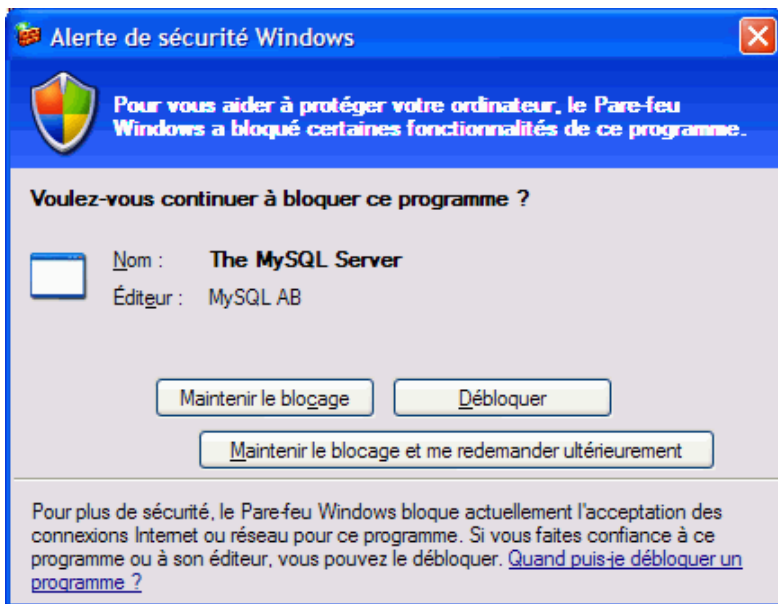 Alerte de sécurité Windows
Pour vous aider à protéger votre ordinateur, le Pare-feu
Windows a bloqué certaines fonctionnalités de ce programme.
Voulez-vous continuer à bloquer ce programme ?
Nom : The MySQL Server
Éditeur : MySQL AB
Maintenir le blocage Débloquer
Maintenir le blocage et me redemander ultérieurement
Pour plus de sécurité, le Pare-feu Windows bloque actuellement l'acceptation des
connexions Internet ou réseau pour ce programme. Si vous faites confiance à ce
programme ou à son éditeur, vous pouvez le débloquer. Quand puis-je débloquer un
programme ?